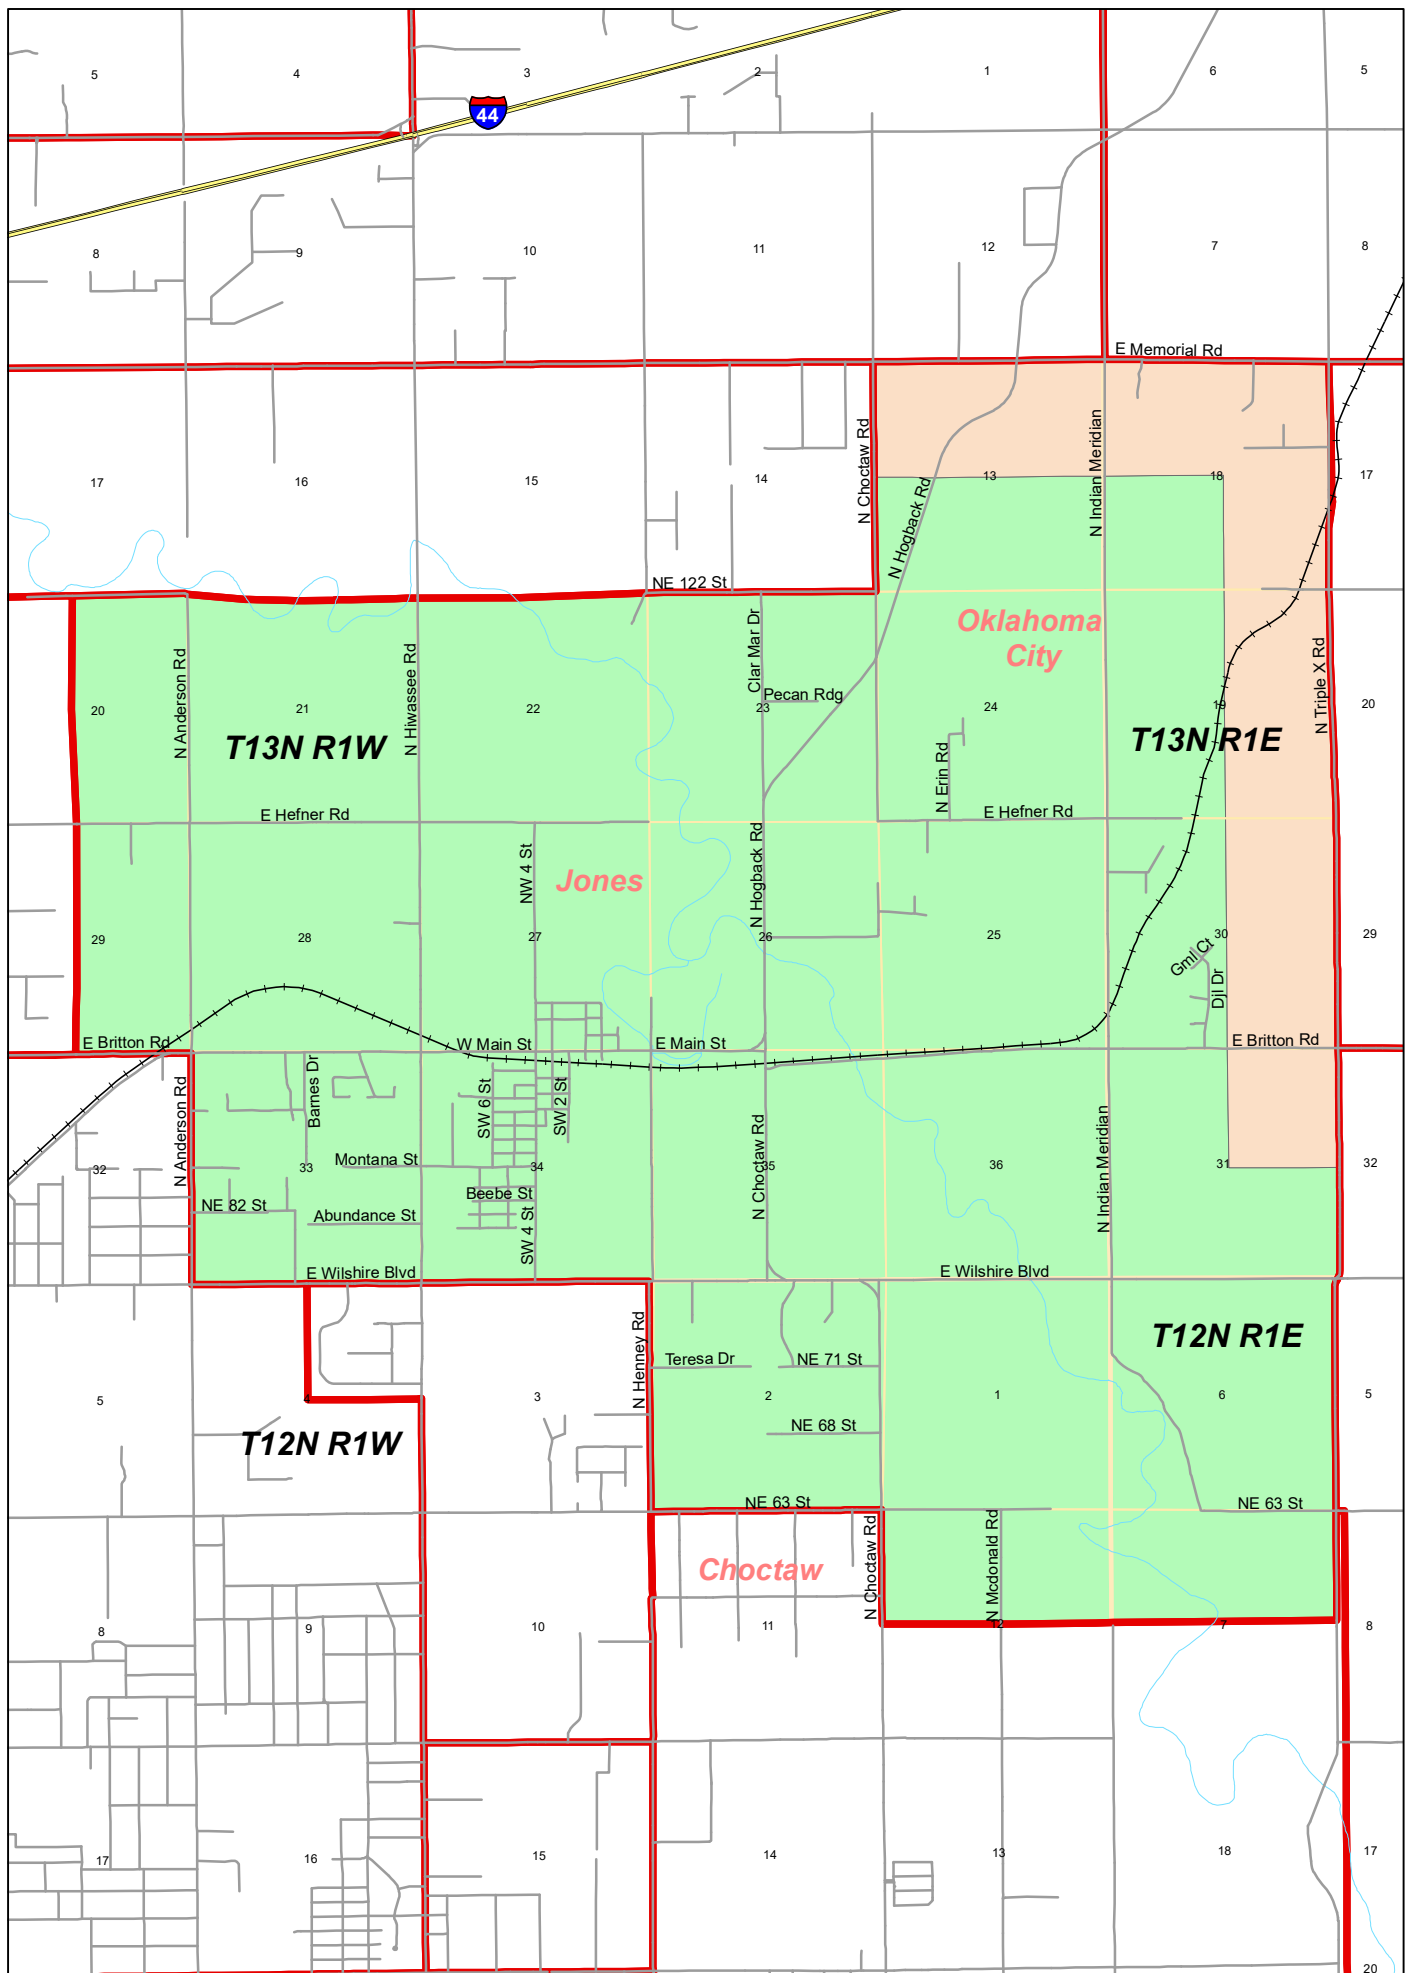 5
4
3
2
1
6
5
44
8
9
10
11
12
7
8
E Memorial Rd
17
16
15
14
N Choctaw Rd
N Hogback Rd
13
N Indian Meridian
18
17
NE 122 St
Oklahoma
City
20
N Anderson Rd
21
T13N R1W
N Hiwassee Rd
22
Clar Mar Dr
Pecan Rdg
23
24
N Erin Rd
19
T13N R1E
N Triple X Rd
20
E Hefner Rd
E Hefner Rd
NW 4 St
Jones
N Hogback Rd
29
28
27
26
25
30
29
Gml Ct
Djl Dr
E Britton Rd
W Main St
E Main St
E Britton Rd
N Anderson Rd
Barnes Dr
SW 6 St
SW 2 St
N Choctaw Rd
N Indian Meridian
32
33
Montana St
34
35
36
31
32
NE 82 St
Abundance St
Beebe St
SW 4 St
E Wilshire Blvd
E Wilshire Blvd
N Henney Rd
T12N R1E
Teresa Dr
NE 71 St
5
4
3
2
1
6
5
T12N R1W
NE 68 St
NE 63 St
NE 63 St
Choctaw
N Choctaw Rd
N Mcdonald Rd
8
9
10
11
12
7
8
17
16
15
14
13
18
17
20